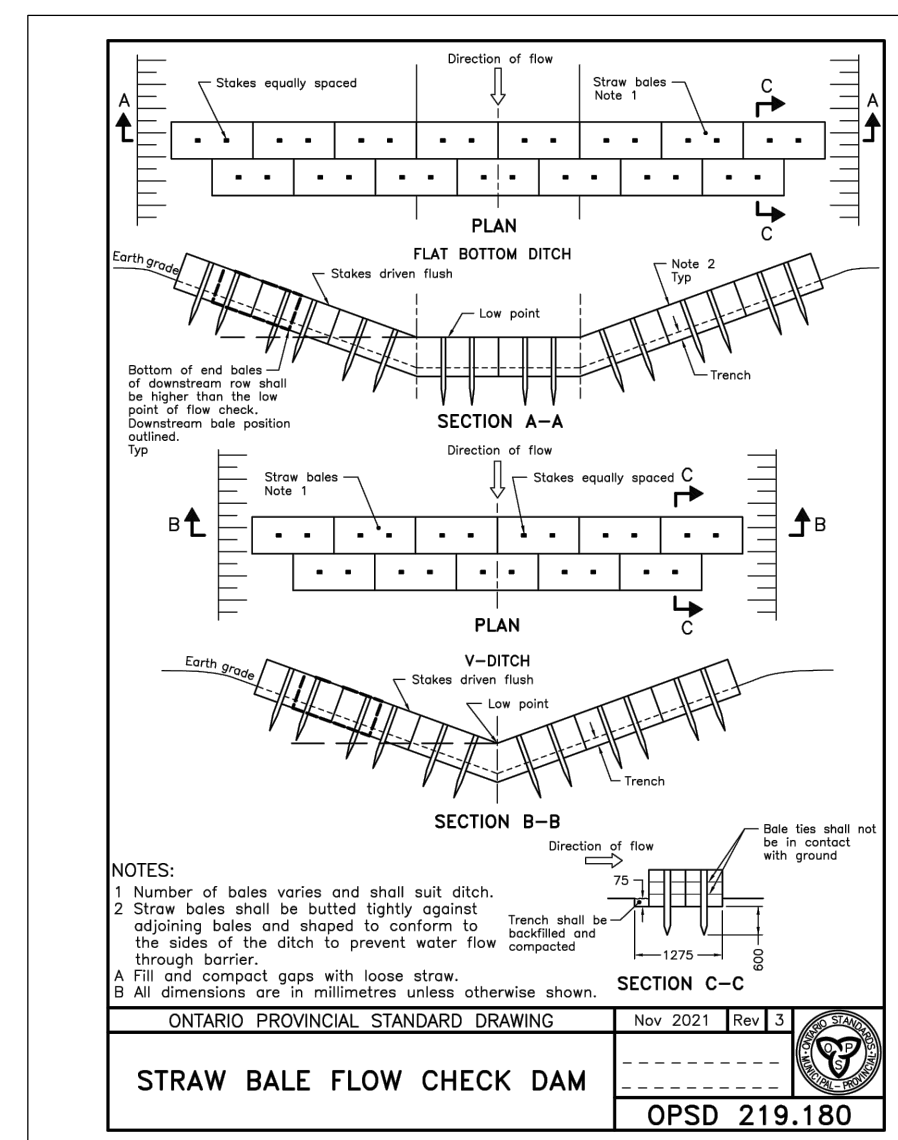 Direction of flow
Stakes equally spaced
Straw bales
Note 1
C
A
A
C
PLAN
FLAT BOTTOM DITCH
Earth grade
Stakes driven flush
Note 2
Typ
Low point
Trench
Bottom of end bales
of downstream row shall
be higher than the low
point of flow check.
Downstream bale position
outlined.
Typ
SECTION A-A
Direction of flow
Straw bales
Note 1
Stakes equally spaced
C
B
B
C
PLAN
V-DITCH
Earth grade
Stakes driven flush
Low point
Trench
SECTION B-B
Direction of flow
Bale ties shall not
be in contact
with ground
75
Trench shall be
backfilled and
compacted
1275
600
SECTION C-C
NOTES:
1 Number of bales varies and shall suit ditch.
2 Straw bales shall be butted tightly against
adjoining bales and shaped to conform to
the sides of the ditch to prevent water flow
through barrier.
A Fill and compact gaps with loose straw.
B All dimensions are in millimetres unless otherwise shown.
ONTARIO PROVINCIAL STANDARD DRAWING
Nov 2021
Rev
3
STRAW BALE FLOW CHECK DAM
ONTARIO STANDARDS
MUNICIPAL-PROVINCIAL
O P
S
OPSD 219.180